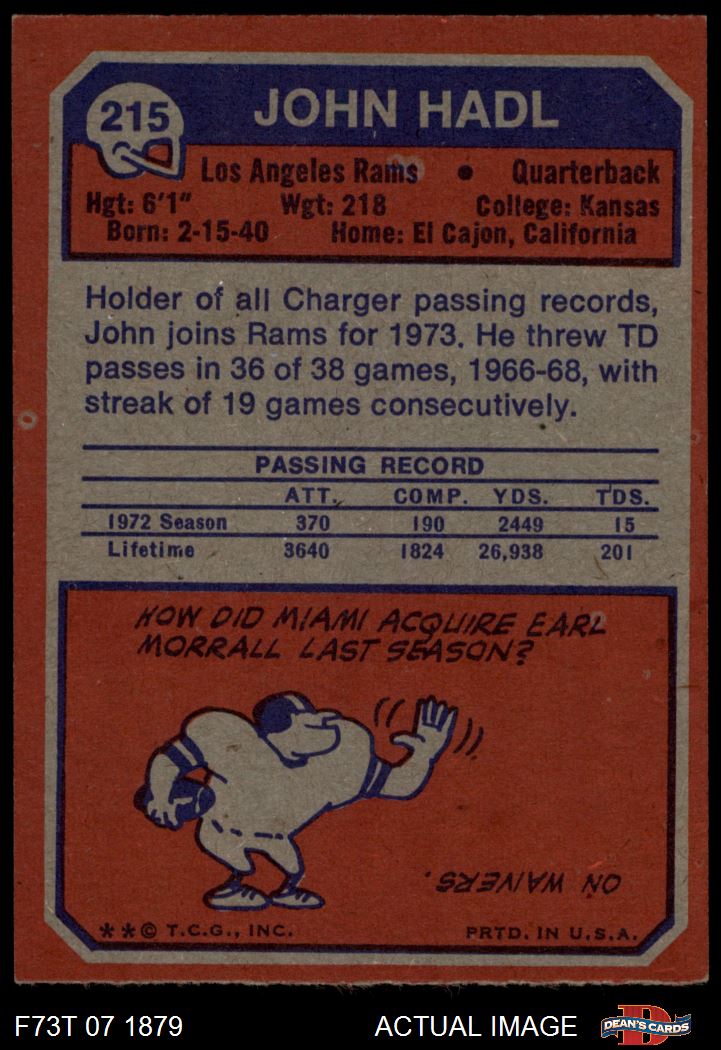 215
JOHN HADL
Los Angeles Rams • Quarterback
Hgt: 6'1" Wgt: 218 College: Kansas
Born: 2-15-40 Home: El Cajon, California
Holder of all Charger passing records,
John joins Rams for 1973. He threw TD
passes in 36 of 38 games, 1966-68, with
streak of 19 games consecutively.
PASSING RECORD
ATT. COMP. YDS. TDS.
1972 Season 370 190 2449 15
Lifetime 3640 1824 26,938 201
HOW DID MIAMI ACQUIRE EARL
MORRALL LAST SEASON?
ON WAIVERS.
**© T.C.G., INC. PRTD. IN U.S.A.
F73T 07 1879 ACTUAL IMAGE D DEAN'S CARDS